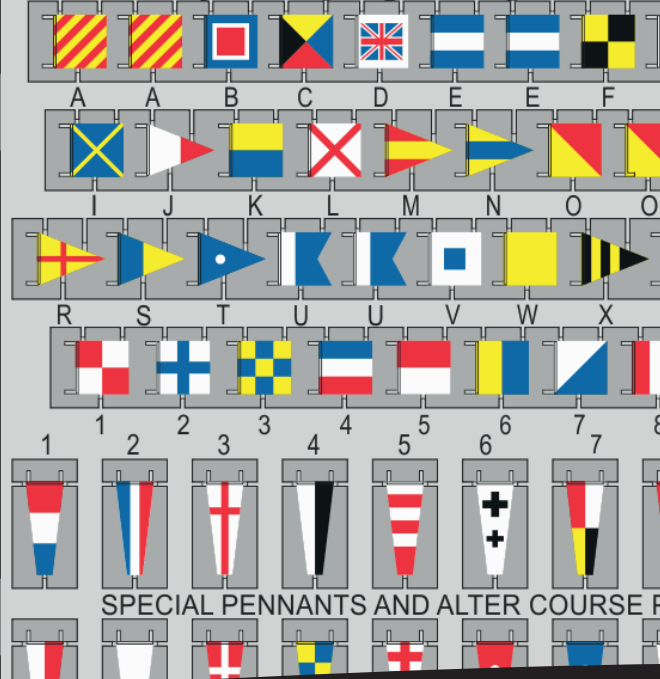 A A B C D E E F
I J K L M N O O
R S T U U V W X
1 2 3 4 5 6 7 8
1 2 3 4 5 6 7
SPECIAL PENNANTS AND ALTER COURSE